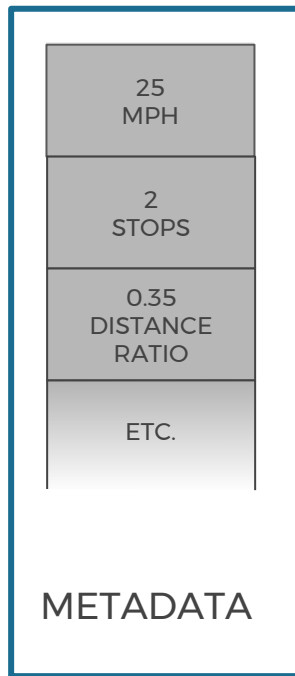 25
MPH
2
STOPS
0.35
DISTANCE
RATIO
ETC.
METADATA